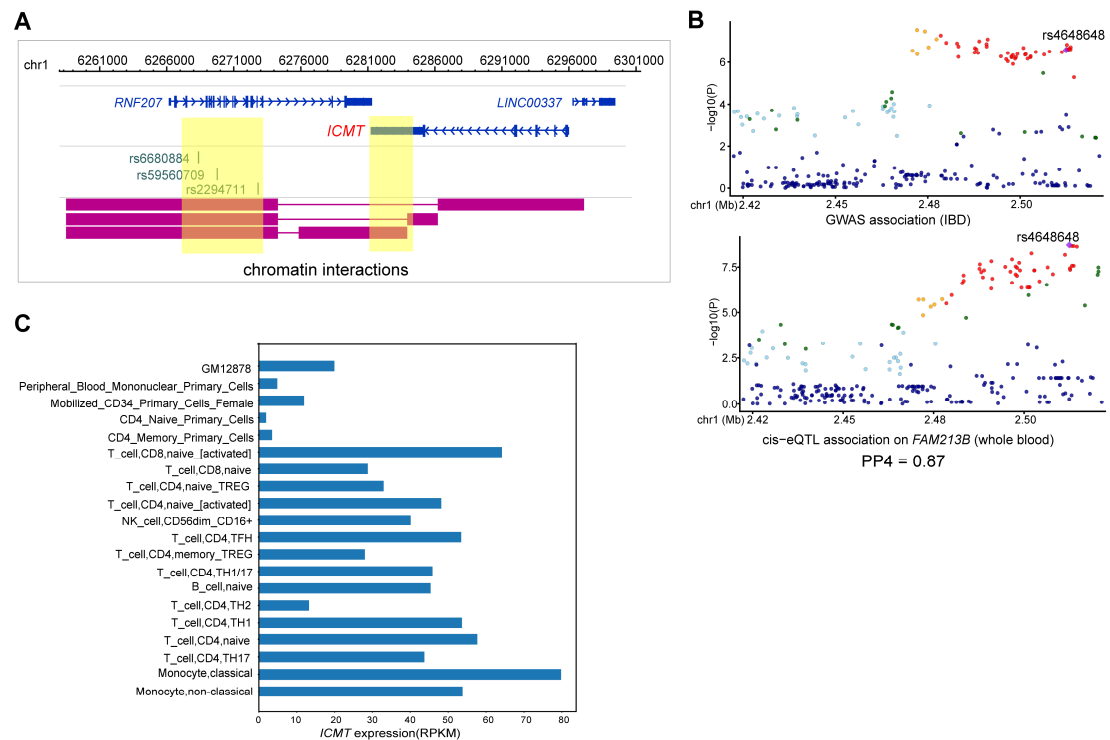 A
chr1 6261000 6266000 6271000 6276000 6281000 6286000 6291000 6296000 6301000
RNF207 LINC00337
ICMT
rs6680884
rs59560709
rs2294711
chromatin interactions
B
rs4648648
6
4
2
0
−log10(P)
chr1 (Mb) 2.42 2.45 2.48 2.50
GWAS association (IBD)
rs4648648
7.5
5.0
2.5
0.0
−log10(P)
chr1 (Mb) 2.42 2.45 2.48 2.50
cis−eQTL association on FAM213B (whole blood)
PP4 = 0.87
C
GM12878
Peripheral_Blood_Mononuclear_Primary_Cells
Mobilized_CD34_Primary_Cells_Female
CD4_Naive_Primary_Cells
CD4_Memory_Primary_Cells
T_cell,CD8,naive_[activated]
T_cell,CD8,naive
T_cell,CD4,naive_TREG
T_cell,CD4,naive_[activated]
NK_cell,CD56dim_CD16+
T_cell,CD4,TFH
T_cell,CD4,memory_TREG
T_cell,CD4,TH1/17
B_cell,naive
T_cell,CD4,TH2
T_cell,CD4,TH1
T_cell,CD4,naive
T_cell,CD4,TH17
Monocyte,classical
Monocyte,non-classical
0 10 20 30 40 50 60 70 80
ICMT expression(RPKM)